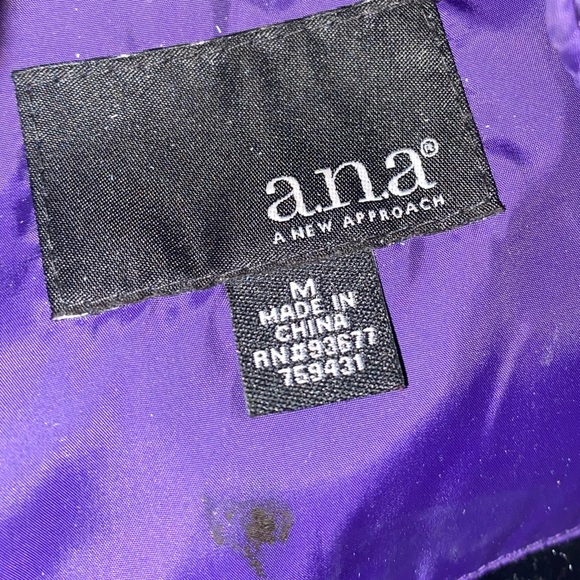 a.n.a®
A NEW APPROACH
M
MADE IN
CHINA
RN#93677
759431